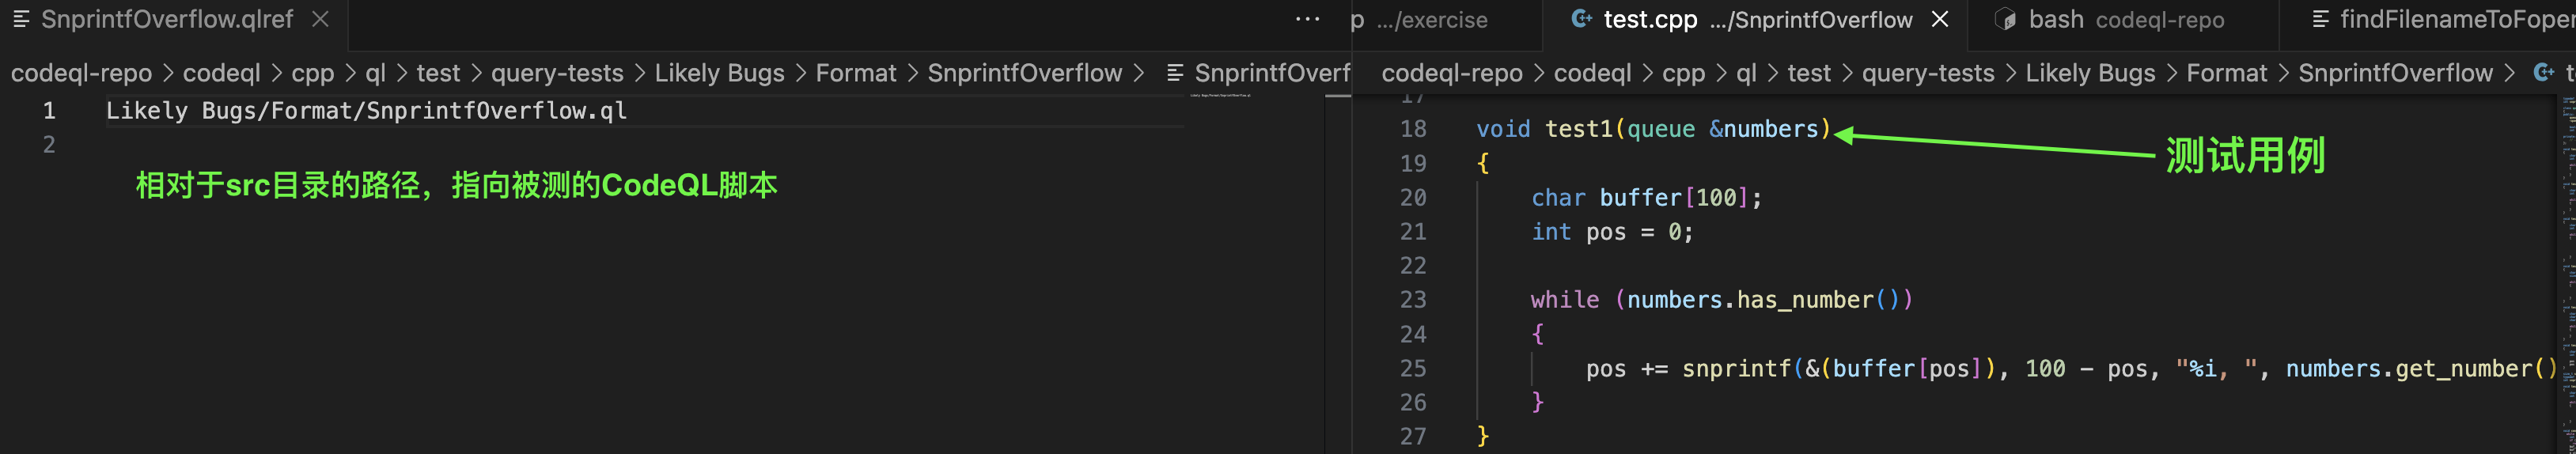 SnprintfOverflow.qlref
codeql-repo > codeql > cpp > ql > test > query-tests > Likely Bugs > Format > SnprintfOverflow > SnprintfOverf
1 Likely Bugs/Format/SnprintfOverflow.ql
2
相对于src目录的路径，指向被测的CodeQL脚本
p .../exercise
test.cpp .../SnprintfOverflow
bash codeql-repo
findFilenameToFoper
codeql-repo > codeql > cpp > ql > test > query-tests > Likely Bugs > Format > SnprintfOverflow > t
17
18 void test1(queue &numbers)
测试用例
19 {
20 char buffer[100];
21 int pos = 0;
22
23 while (numbers.has_number())
24 {
25 pos += snprintf(&(buffer[pos]), 100 - pos, "%i, ", numbers.get_number()
26 }
27 }